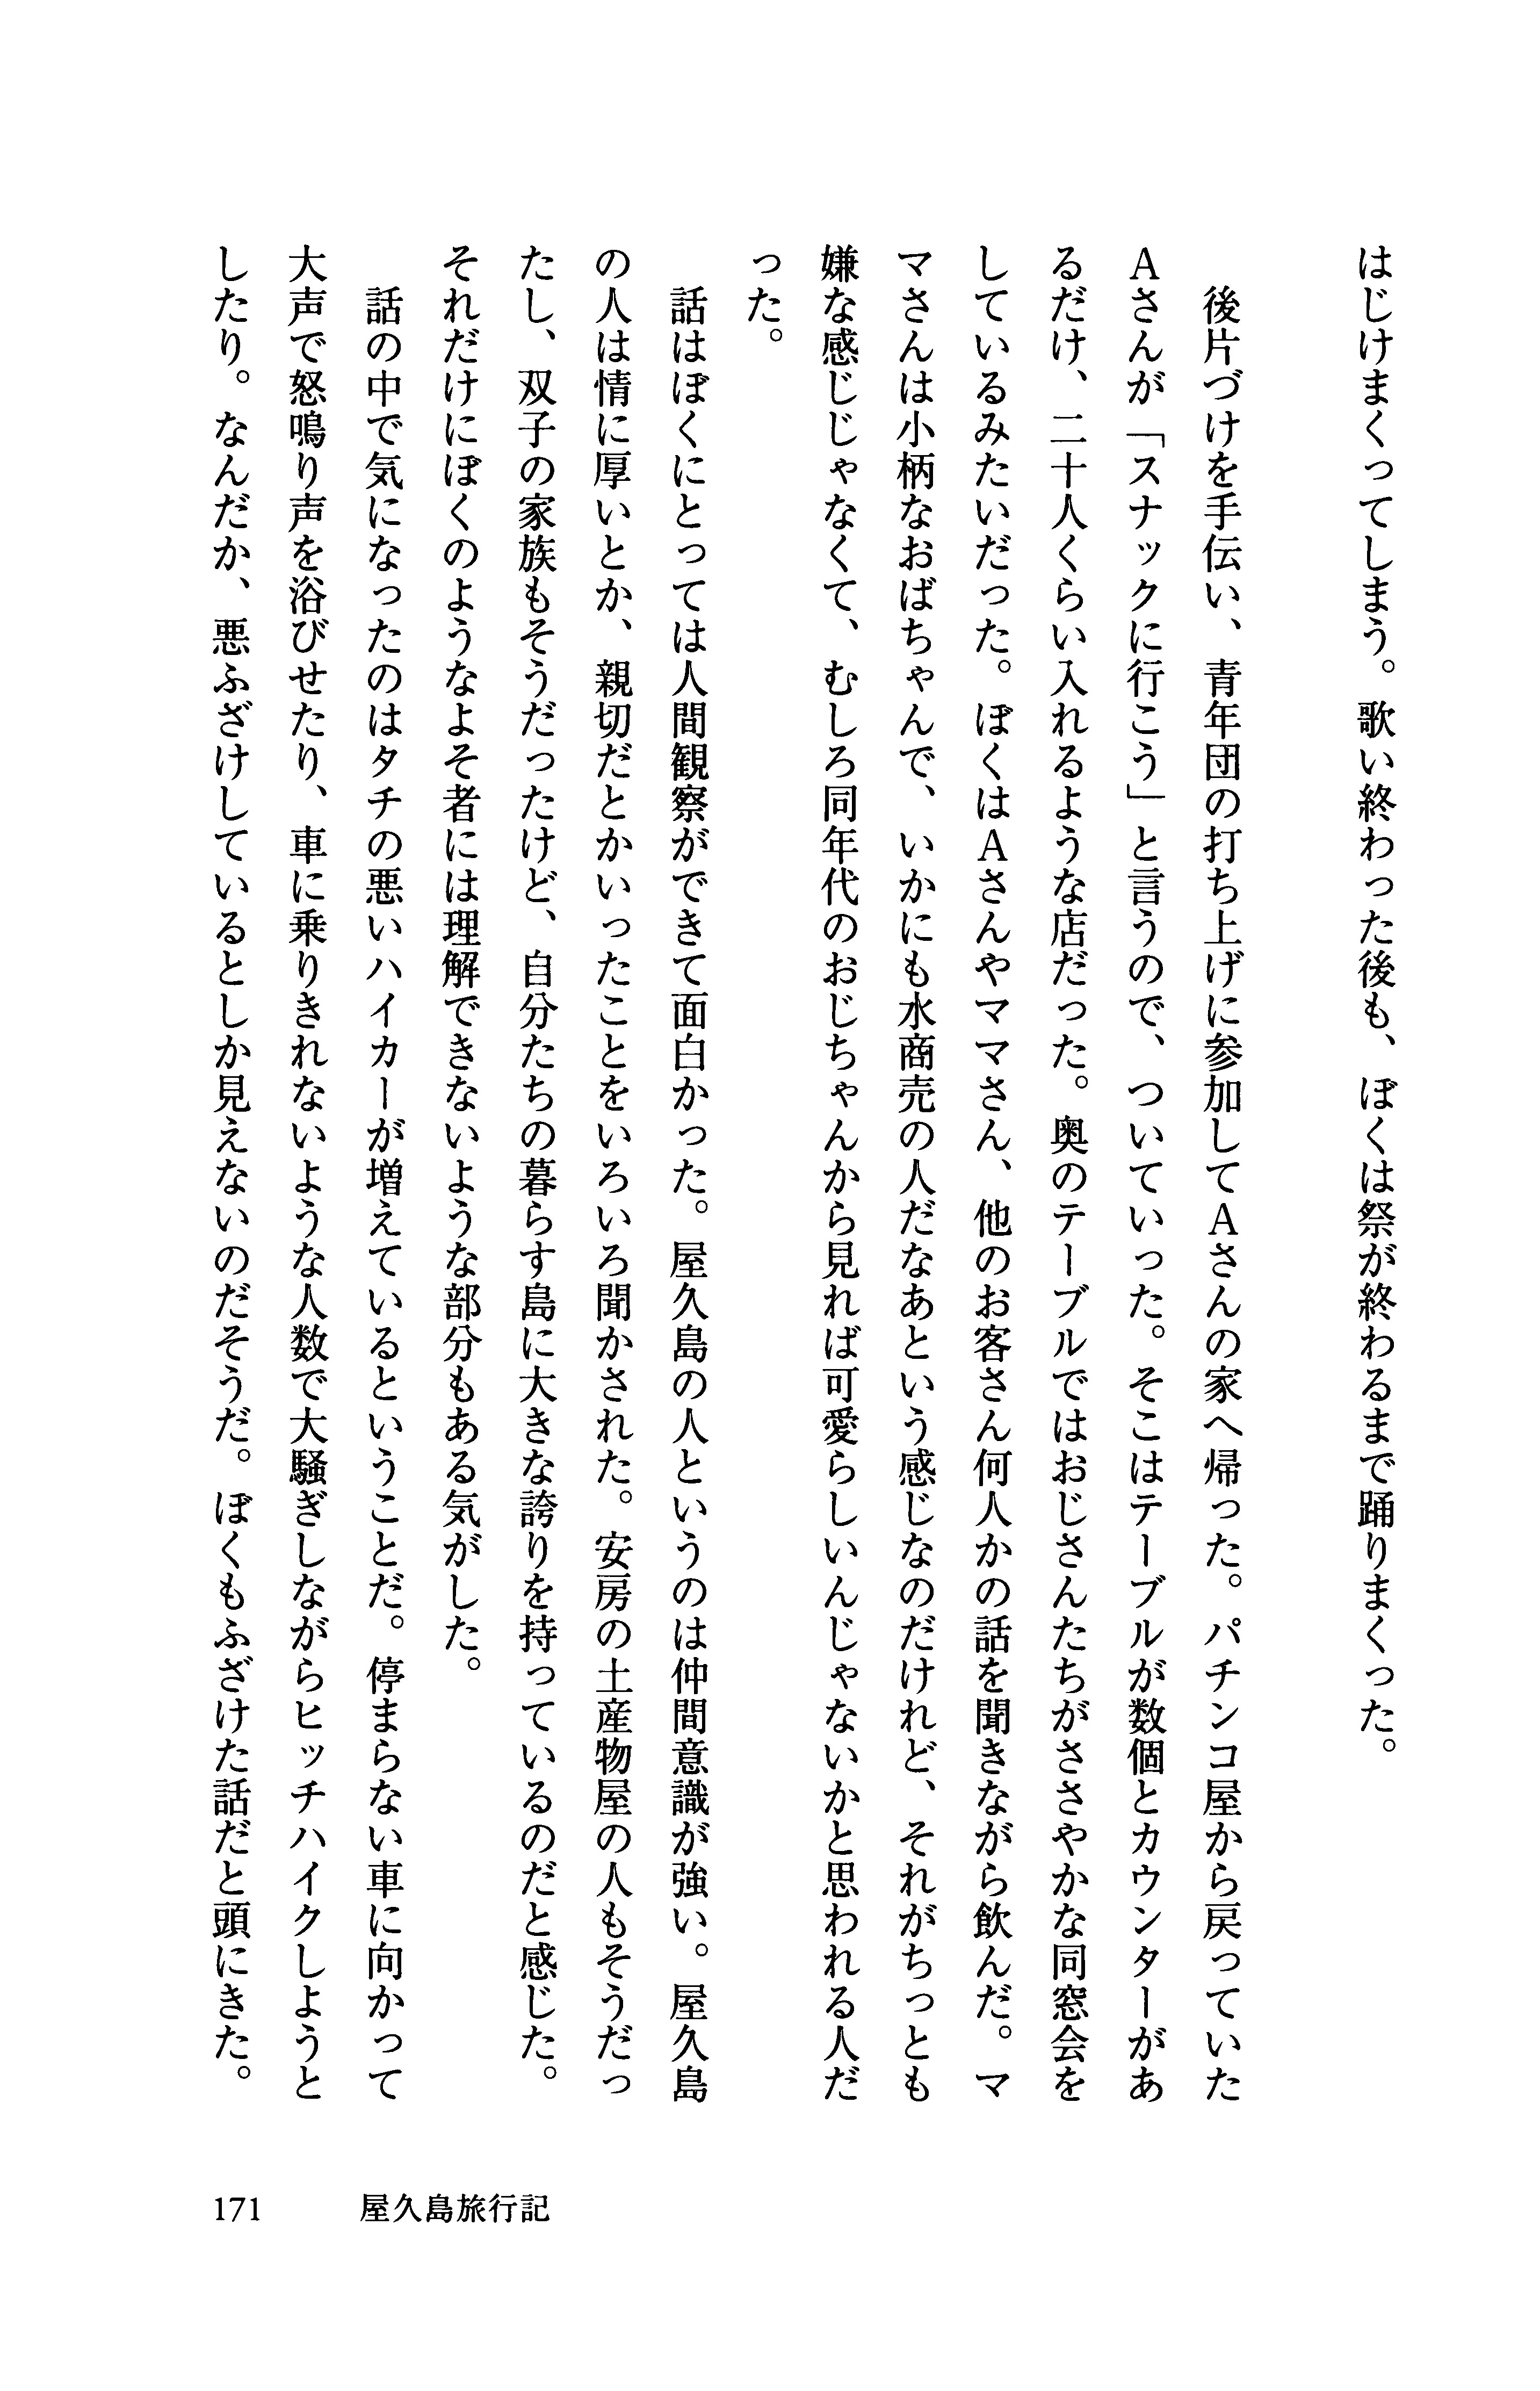 はじけまくってしまう。歌い終わった後も、ぼくは祭が終わるまで踊りまくった。
　後片づけを手伝い、青年団の打ち上げに参加してＡさんの家へ帰った。パチンコ屋から戻っていた
Ａさんが「スナックに行こう」と言うので、ついていった。そこはテーブルが数個とカウンターがあ
るだけ、二十人くらい入れるような店だった。奥のテーブルではおじさんたちがささやかな同窓会を
しているみたいだった。ぼくはＡさんやママさん、他のお客さん何人かの話を聞きながら飲んだ。マ
マさんは小柄なおばちゃんで、いかにも水商売の人だなあという感じなのだけれど、それがちっとも
嫌な感じじゃなくて、むしろ同年代のおじちゃんから見れば可愛らしいんじゃないかと思われる人だ
った。
　話はぼくにとっては人間観察ができて面白かった。屋久島の人というのは仲間意識が強い。屋久島
の人は情に厚いとか、親切だとかいったことをいろいろ聞かされた。安房の土産物屋の人もそうだっ
たし、双子の家族もそうだったけど、自分たちの暮らす島に大きな誇りを持っているのだと感じた。
それだけにぼくのようなよそ者には理解できないような部分もある気がした。
　話の中で気になったのはタチの悪いハイカーが増えているということだ。停まらない車に向かって
大声で怒鳴り声を浴びせたり、車に乗りきれないような人数で大騒ぎしながらヒッチハイクしようと
したり。なんだか、悪ふざけしているとしか見えないのだそうだ。ぼくもふざけた話だと頭にきた。
171　屋久島旅行記